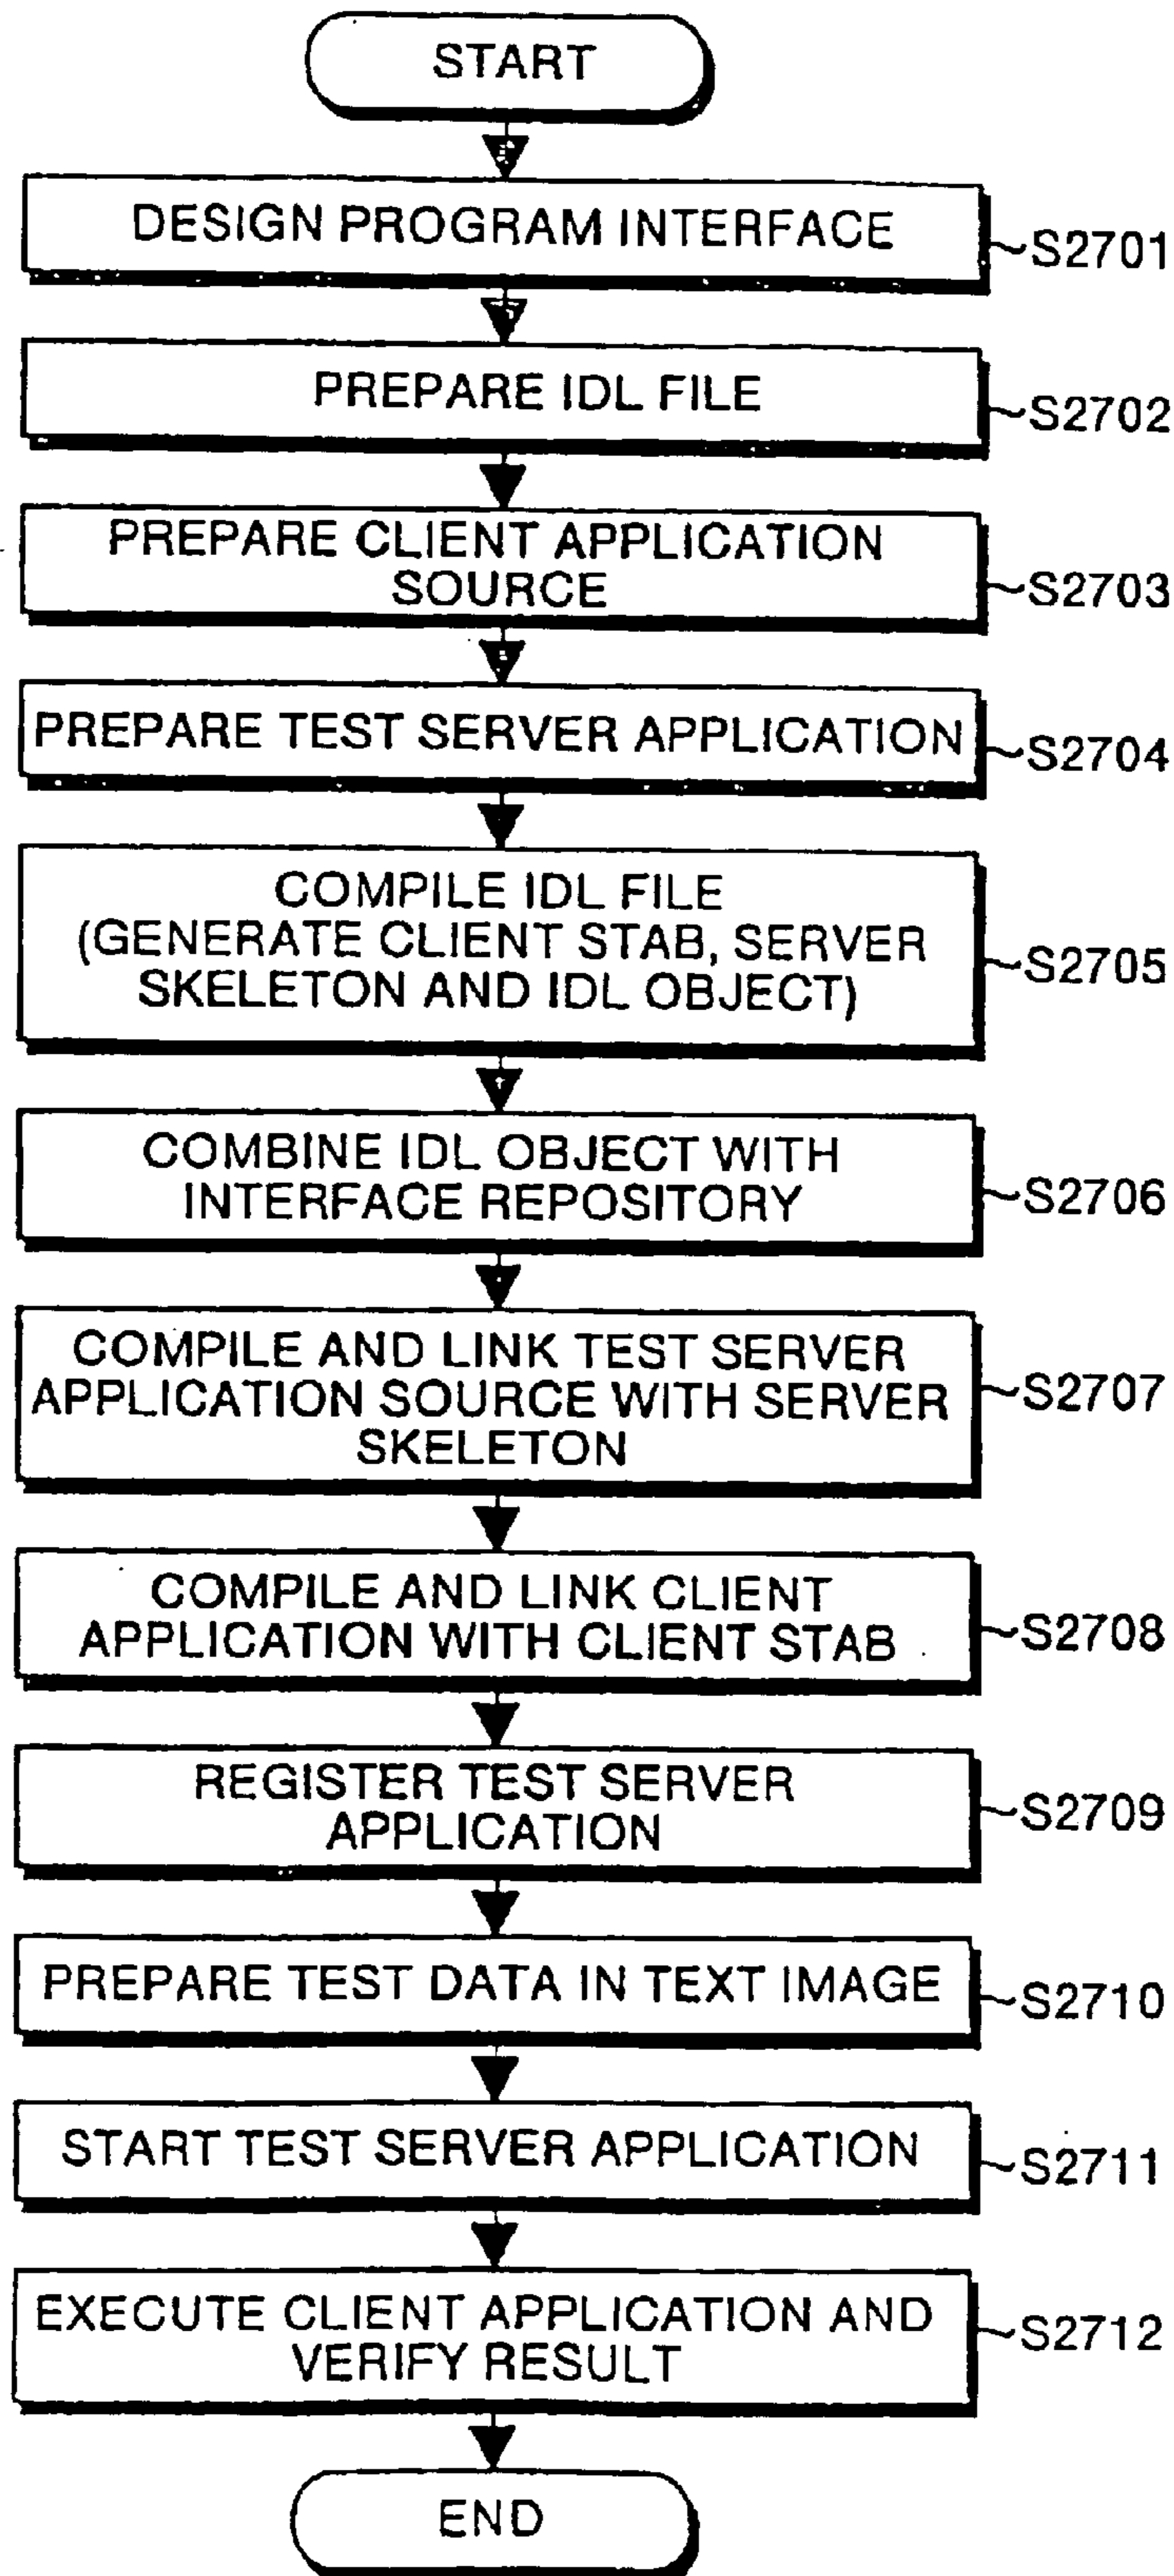 START
DESIGN PROGRAM INTERFACE
~S2701
PREPARE IDL FILE
~S2702
PREPARE CLIENT APPLICATION
SOURCE
~S2703
PREPARE TEST SERVER APPLICATION
~S2704
COMPILE IDL FILE
(GENERATE CLIENT STAB, SERVER
SKELETON AND IDL OBJECT)
~S2705
COMBINE IDL OBJECT WITH
INTERFACE REPOSITORY
~S2706
COMPILE AND LINK TEST SERVER
APPLICATION SOURCE WITH SERVER
SKELETON
~S2707
COMPILE AND LINK CLIENT
APPLICATION WITH CLIENT STAB
~S2708
REGISTER TEST SERVER
APPLICATION
~S2709
PREPARE TEST DATA IN TEXT IMAGE
~S2710
START TEST SERVER APPLICATION
~S2711
EXECUTE CLIENT APPLICATION AND
VERIFY RESULT
~S2712
END